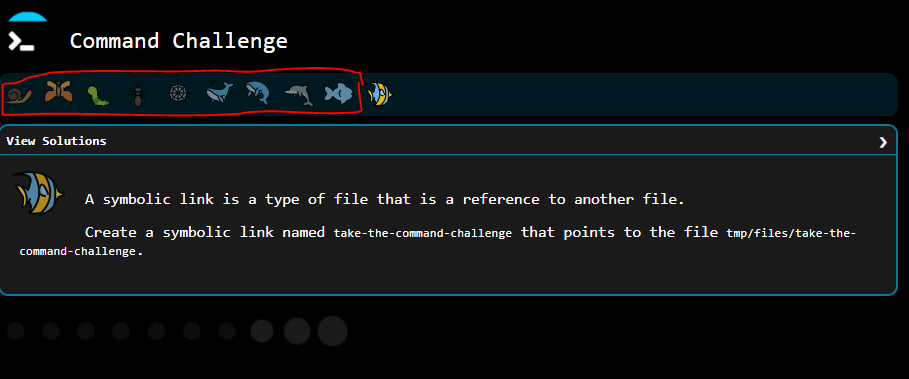 Command Challenge
View Solutions
A symbolic link is a type of file that is a reference to another file.
Create a symbolic link named take-the-command-challenge that points to the file tmp/files/take-the-
command-challenge.